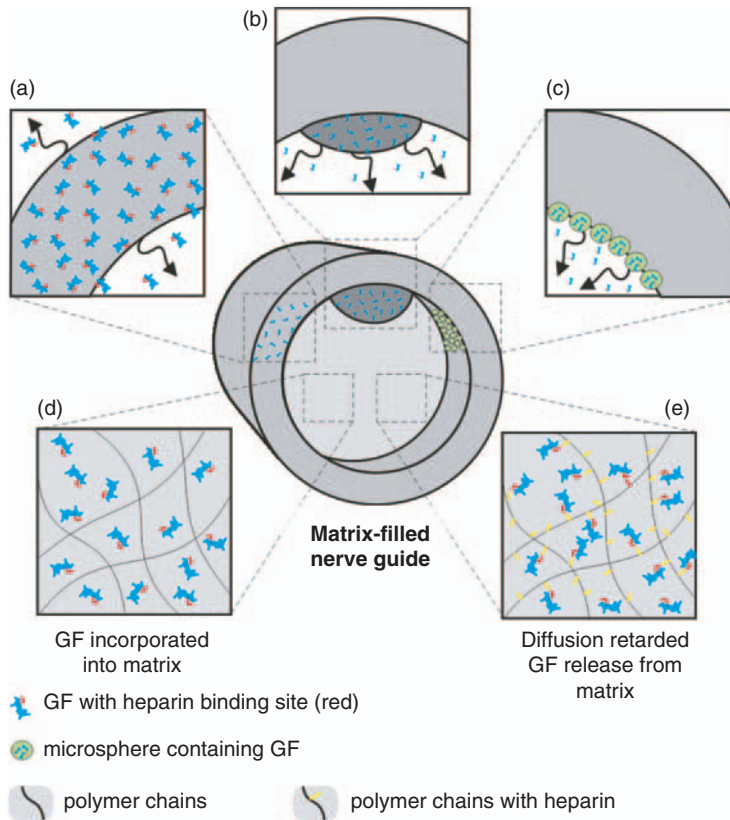 (b)
(a)
(c)
(d)
(e)
Matrix-filled
nerve guide
GF incorporated
into matrix
Diffusion retarded
GF release from
matrix
GF with heparin binding site (red)
microsphere containing GF
polymer chains
polymer chains with heparin